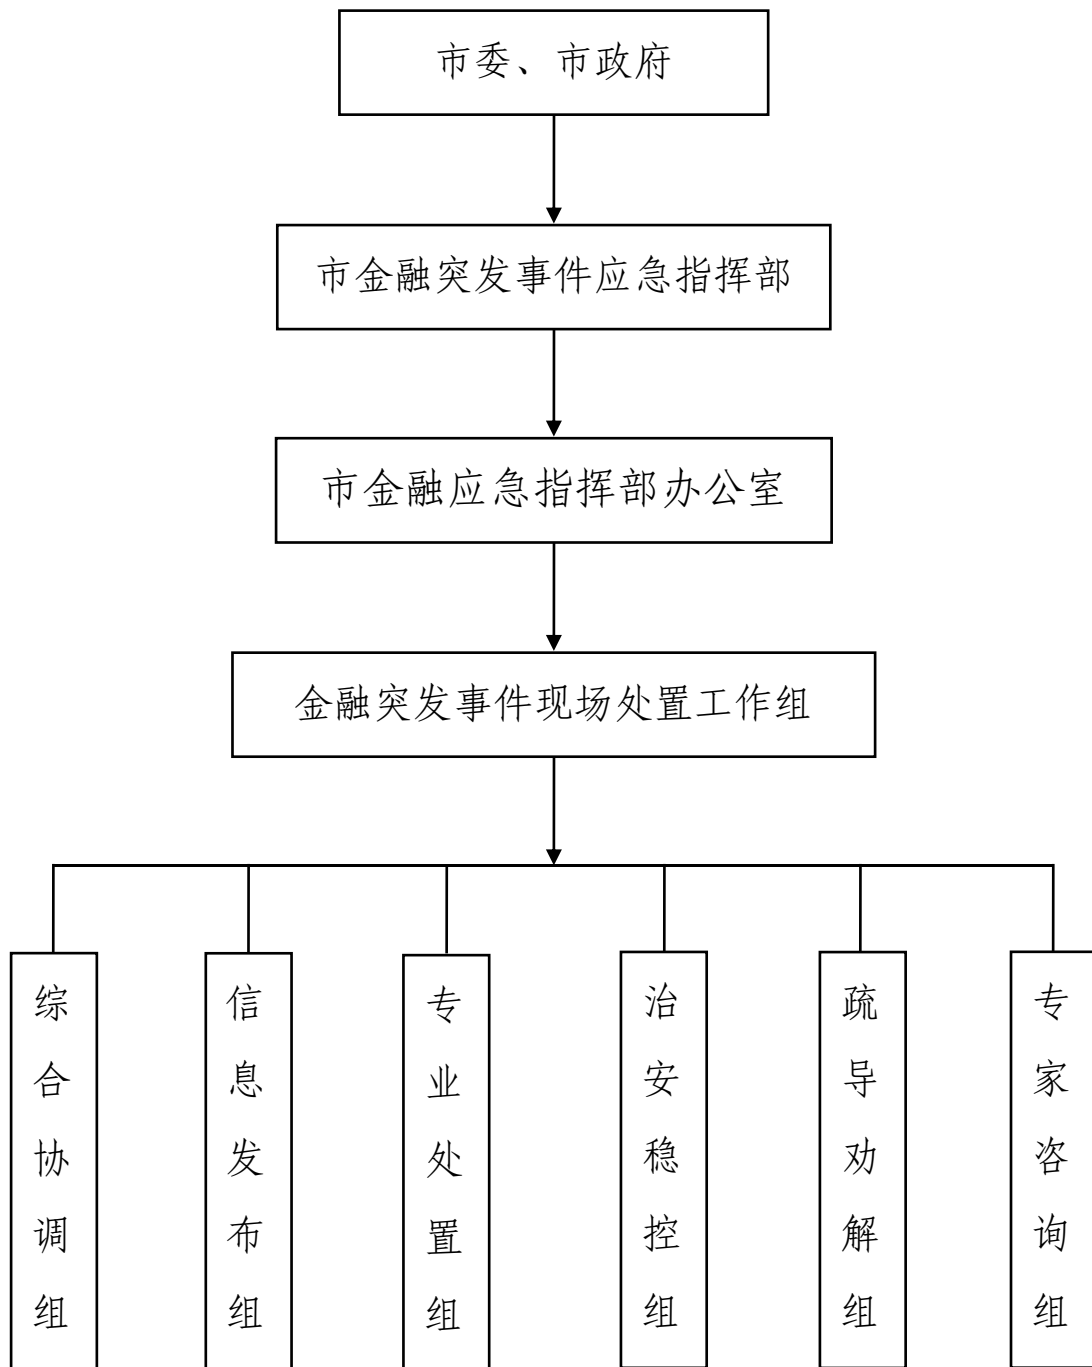 市委、市政府
市金融突发事件应急指挥部
市金融应急指挥部办公室
金融突发事件现场处置工作组
综合协调组
信息发布组
专业处置组
治安稳控组
疏导劝解组
专家咨询组